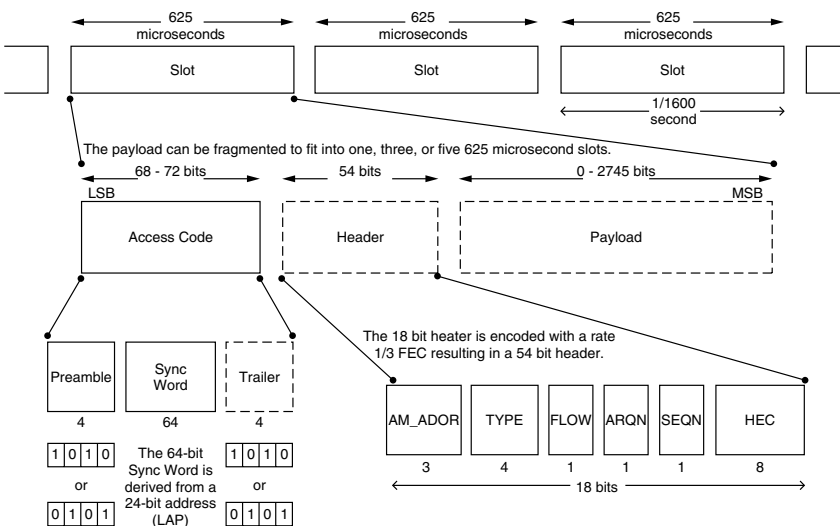 625 microseconds
625 microseconds
625 microseconds
Slot
Slot
Slot
1/1600 second
The payload can be fragmented to fit into one, three, or five 625 microsecond slots.
68 - 72 bits
54 bits
0 - 2745 bits
LSB
MSB
Access Code
Header
Payload
The 18 bit heater is encoded with a rate
1/3 FEC resulting in a 54 bit header.
Preamble
Sync
Word
Trailer
4
64
4
AM_ADOR
TYPE
FLOW
ARQN
SEQN
HEC
3
4
1
1
1
8
18 bits
1 0 1 0
or
0 1 0 1
The 64-bit
Sync Word is
derived from a
24-bit address
(LAP)
1 0 1 0
or
0 1 0 1